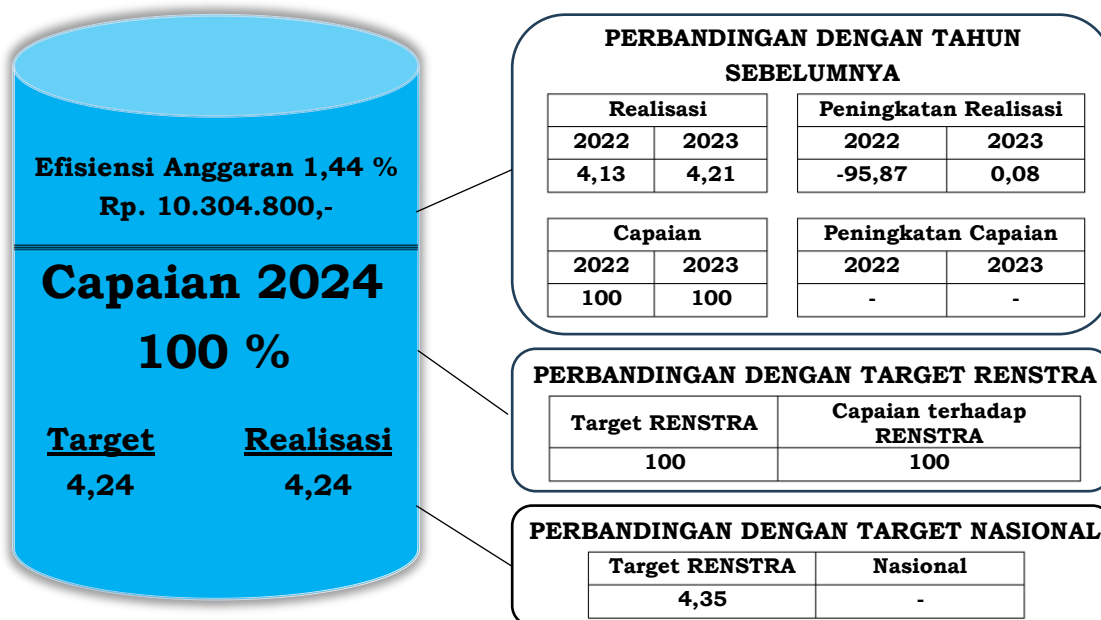 Efisiensi Anggaran 1,44 %
Rp. 10.304.800,-
Capaian 2024
100 %
Target Realisasi
4,24 4,24
PERBANDINGAN DENGAN TAHUN
SEBELUMNYA
Realisasi
2022 2023
4,13 4,21
Peningkatan Realisasi
2022 2023
-95,87 0,08
Capaian
2022 2023
100 100
Peningkatan Capaian
2022 2023
- -
PERBANDINGAN DENGAN TARGET RENSTRA
Target RENSTRA
Capaian terhadap
RENSTRA
100 100
PERBANDINGAN DENGAN TARGET NASIONAL
Target RENSTRA Nasional
4,35 -